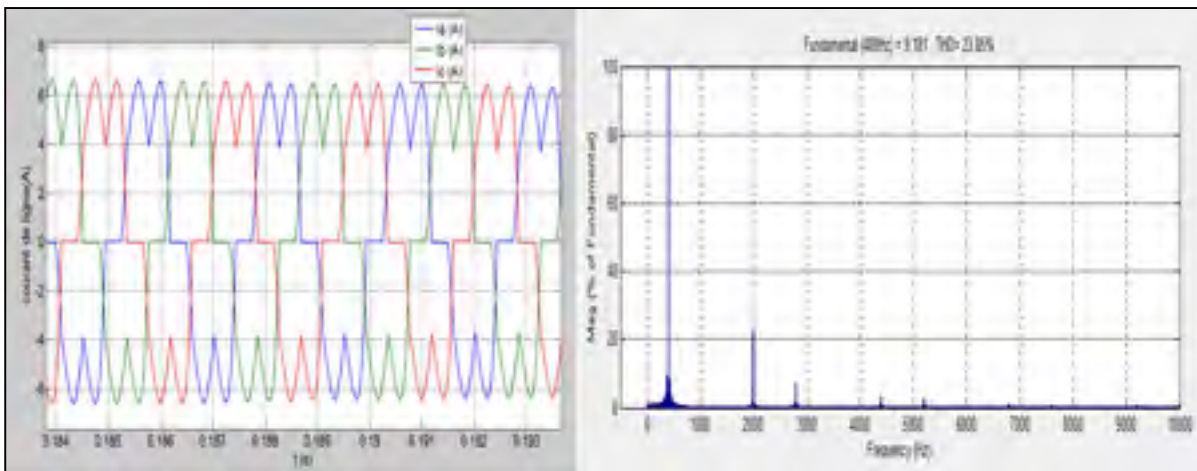 Ia (A)
Ib (A)
Ic (A)
courant de ligne(A)
8
6
4
2
0
-2
-4
-6
0.184 0.185 0.186 0.187 0.188 0.189 0.19 0.191 0.192 0.193
Fundamental (400Hz) = THD=
Mag (% of Fundamental)
100
80
60
40
20
0
0 1000 2000 3000 4000 5000 6000 7000 8000 9000 10000
Frequency (Hz)